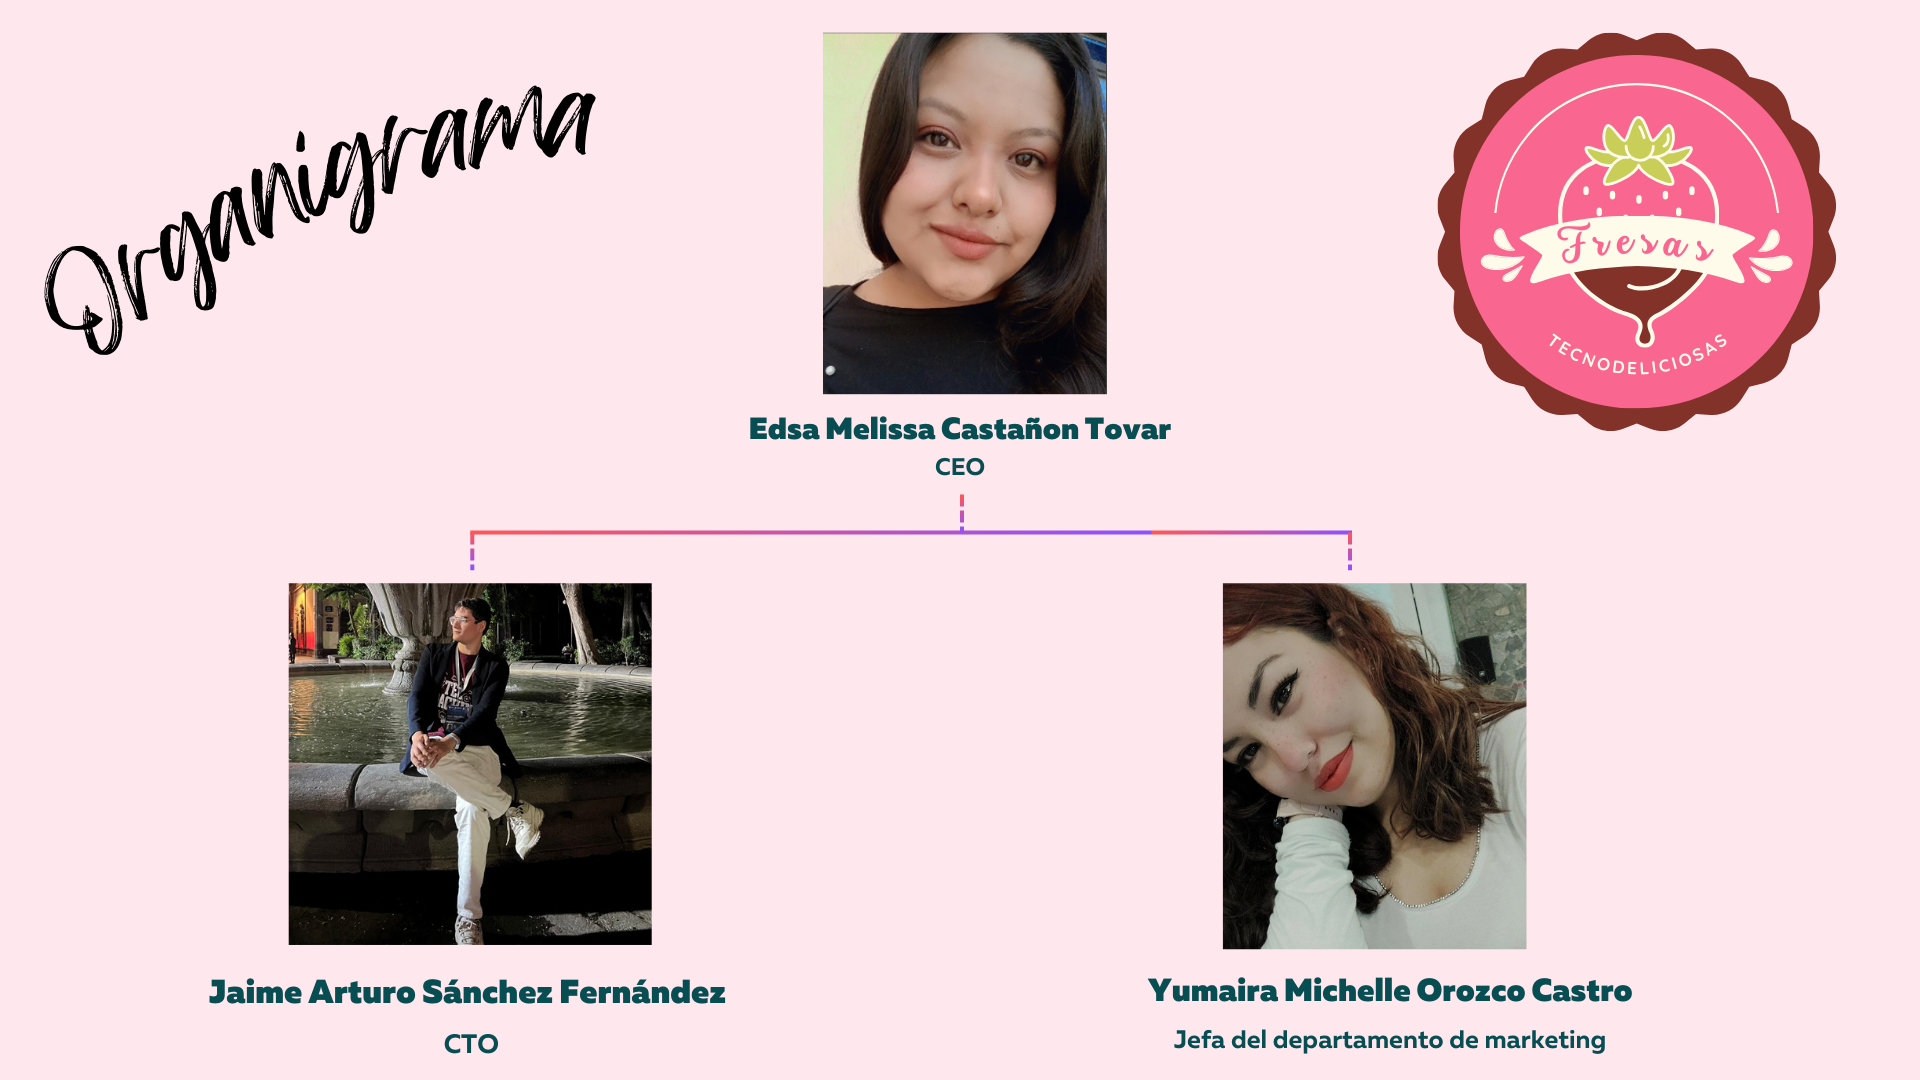 Organigrama
Fresas
TECNODELICIOSAS
Edsa Melissa Castañon Tovar
CEO
Jaime Arturo Sánchez Fernández
CTO
Yumaira Michelle Orozco Castro
Jefa del departamento de marketing